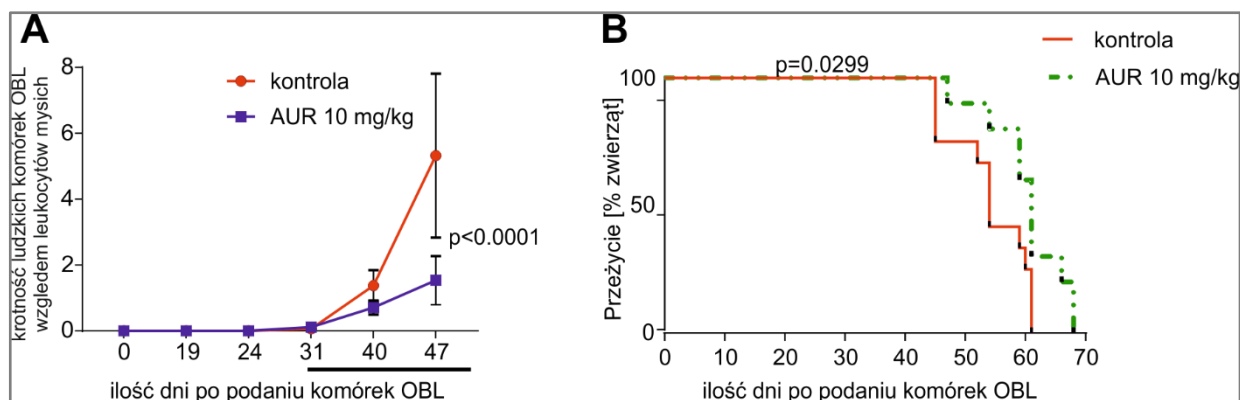 A
krotność ludzkich komórek OBL
względem leukocytów mysich
8
6
4
2
0
kontrola
AUR 10 mg/kg
p<0.0001
0 19 24 31 40 47
ilość dni po podaniu komórek OBL
B
kontrola
AUR 10 mg/kg
p=0.0299
Przeżycie [% zwierząt]
100
50
0
0 10 20 30 40 50 60 70
ilość dni po podaniu komórek OBL